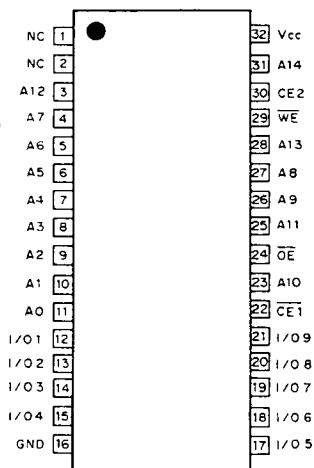 NC 1 32 Vcc
NC 2 31 A14
A12 3 30 CE2
A7 4 29 W̅E̅
A6 5 28 A13
A5 6 27 A8
A4 7 26 A9
A3 8 25 A11
A2 9 24 O̅E̅
A1 10 23 A10
A0 11 22 C̅E̅1̅
I/O1 12 21 I/O9
I/O2 13 20 I/O8
I/O3 14 19 I/O7
I/O4 15 18 I/O6
GND 16 17 I/O5